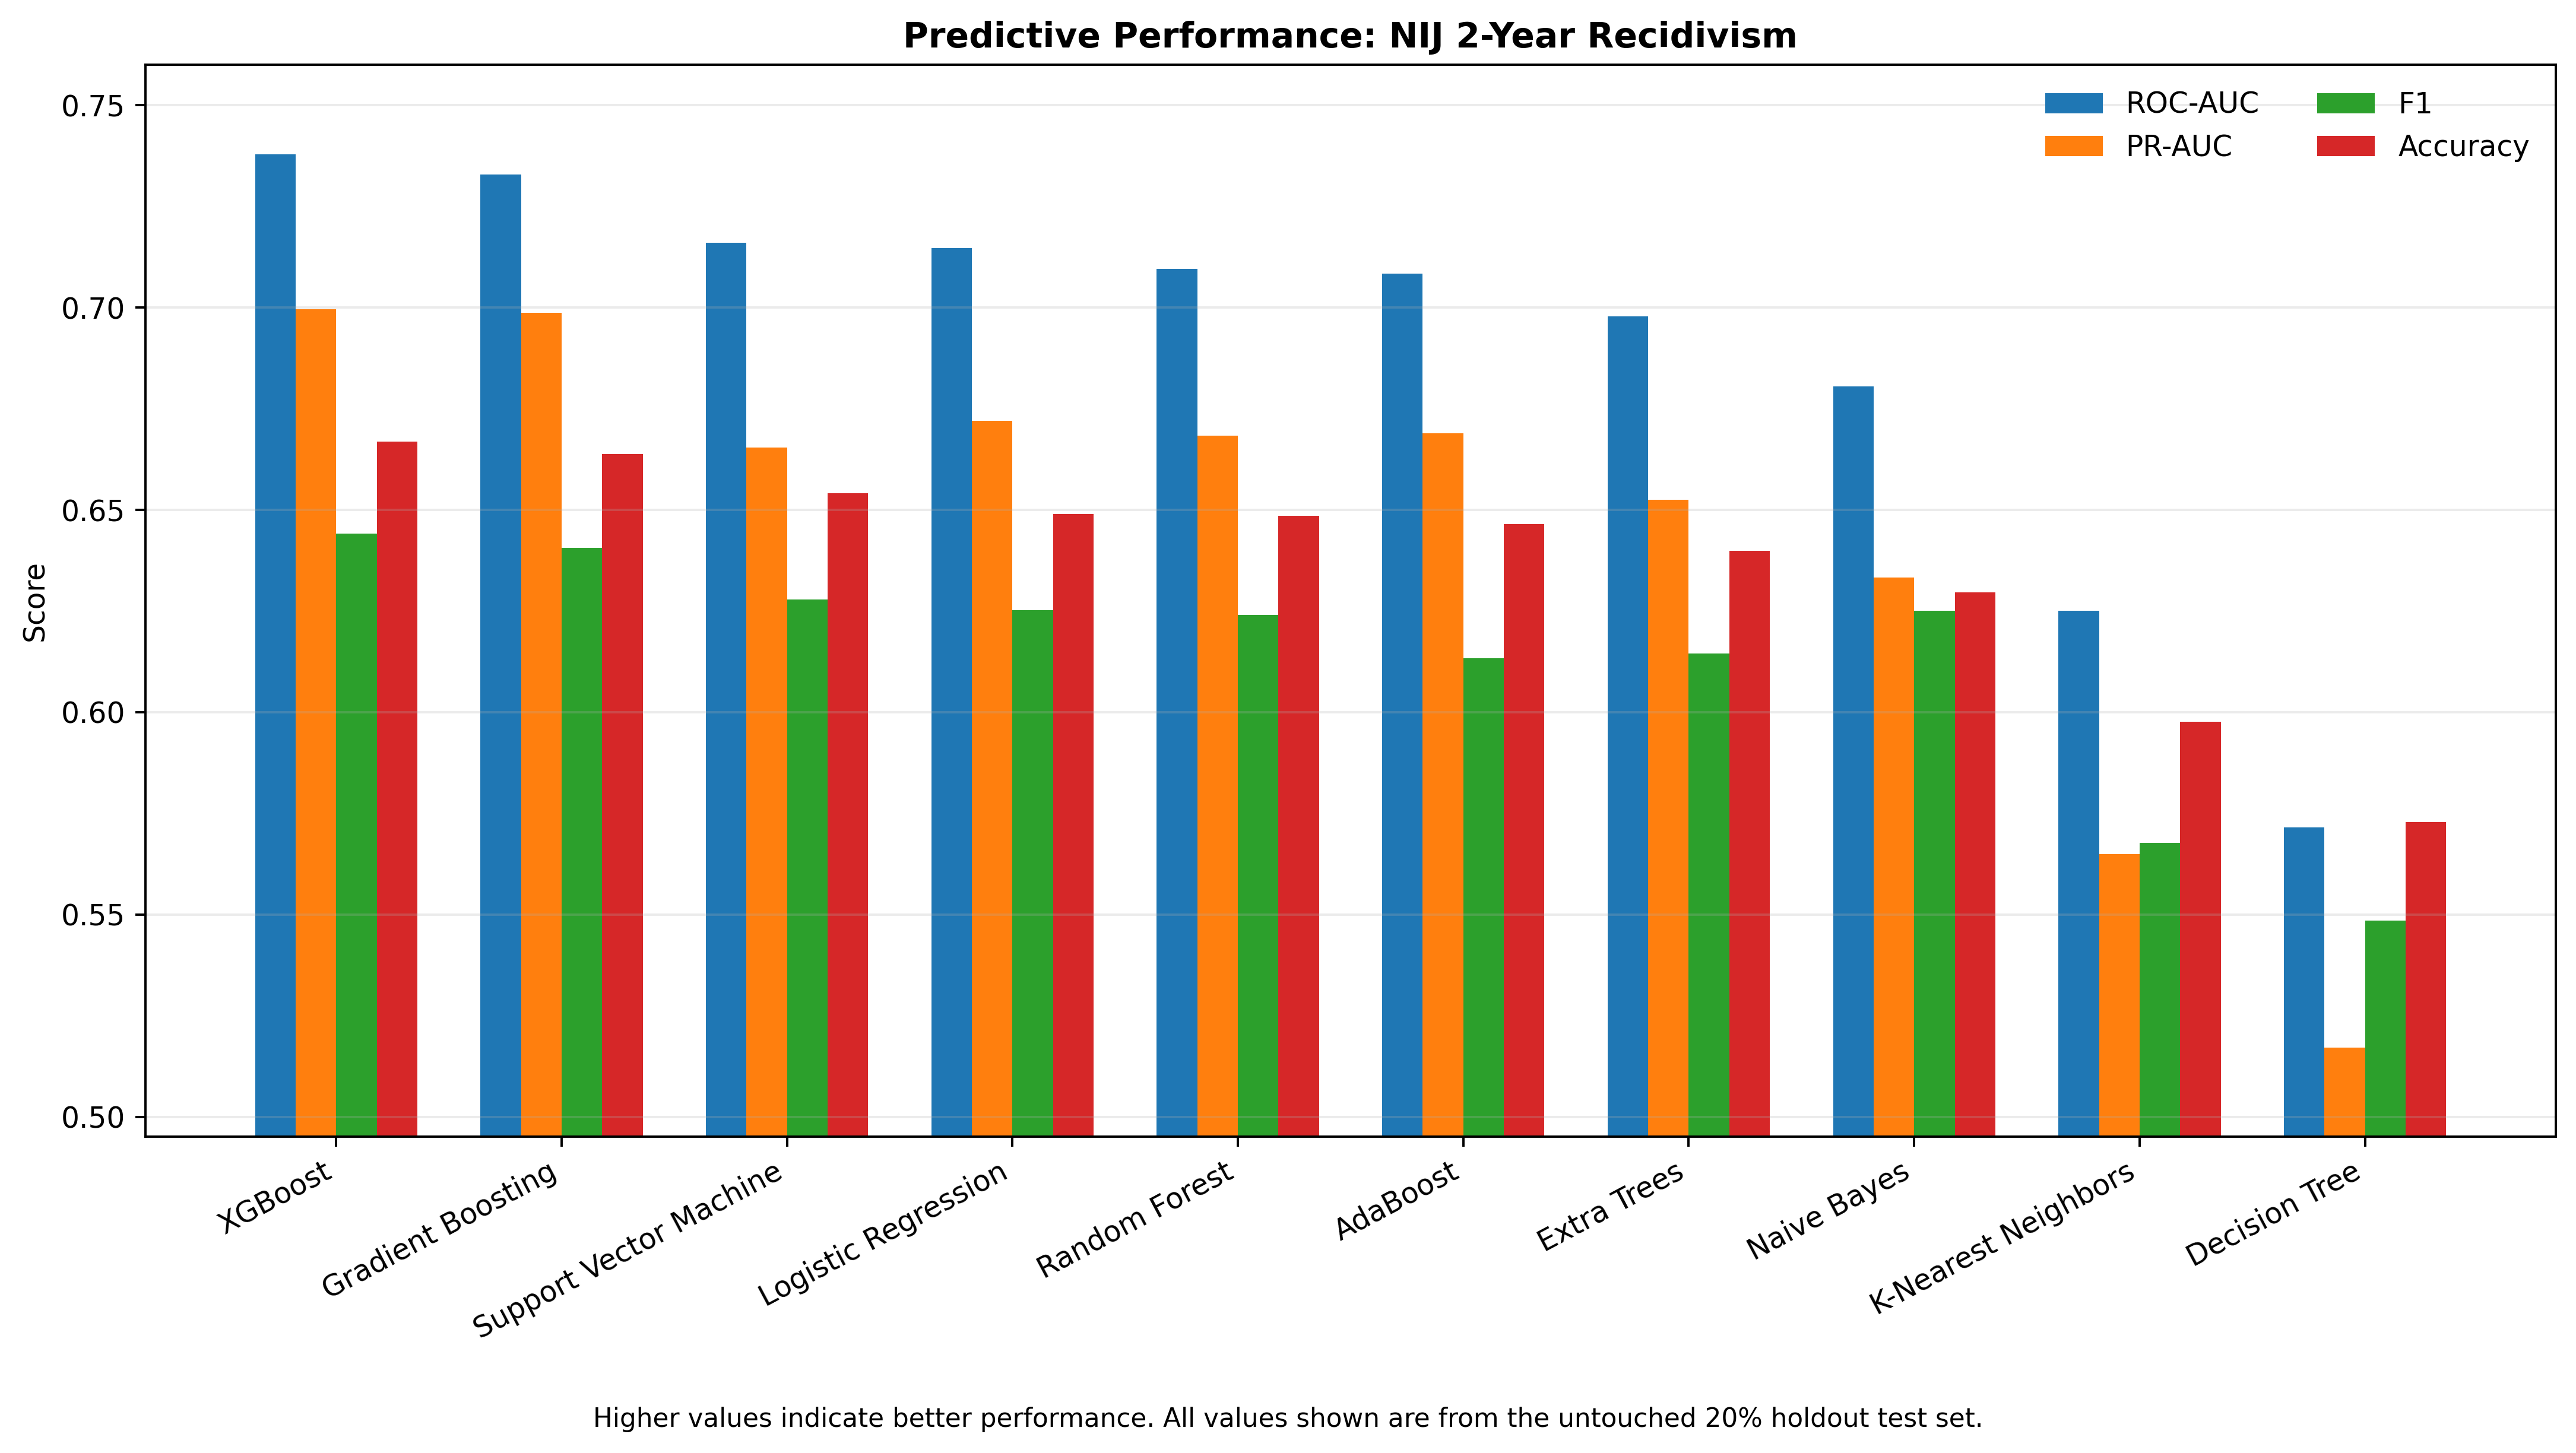 Predictive Performance: NIJ 2-Year Recidivism
ROC-AUC
PR-AUC
F1
Accuracy
Score
0.75
0.70
0.65
0.60
0.55
0.50
XGBoost
Gradient Boosting
Support Vector Machine
Logistic Regression
Random Forest
AdaBoost
Extra Trees
Naive Bayes
K-Nearest Neighbors
Decision Tree
Higher values indicate better performance. All values shown are from the untouched 20% holdout test set.